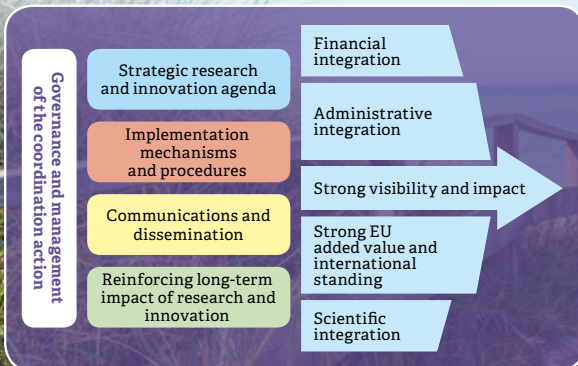 Governance and management
of the coordination action
Strategic research
and innovation agenda
Implementation
mechanisms
and procedures
Communications and
dissemination
Reinforcing long-term
impact of research and
innovation
Financial
integration
Administrative
integration
Strong visibility and impact
Strong EU
added value and
international
standing
Scientific
integration